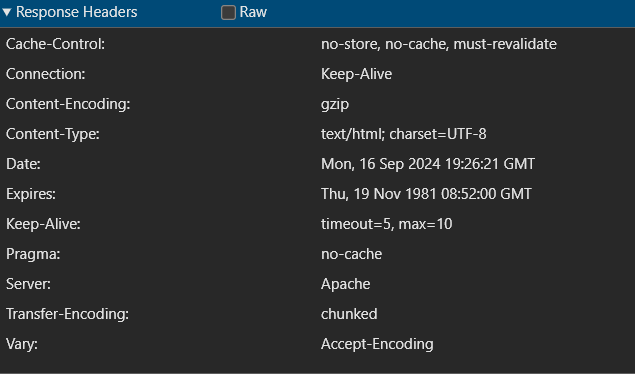 Response Headers Raw
Cache-Control: no-store, no-cache, must-revalidate
Connection: Keep-Alive
Content-Encoding: gzip
Content-Type: text/html; charset=UTF-8
Date: Mon, 16 Sep 2024 19:26:21 GMT
Expires: Thu, 19 Nov 1981 08:52:00 GMT
Keep-Alive: timeout=5, max=10
Pragma: no-cache
Server: Apache
Transfer-Encoding: chunked
Vary: Accept-Encoding